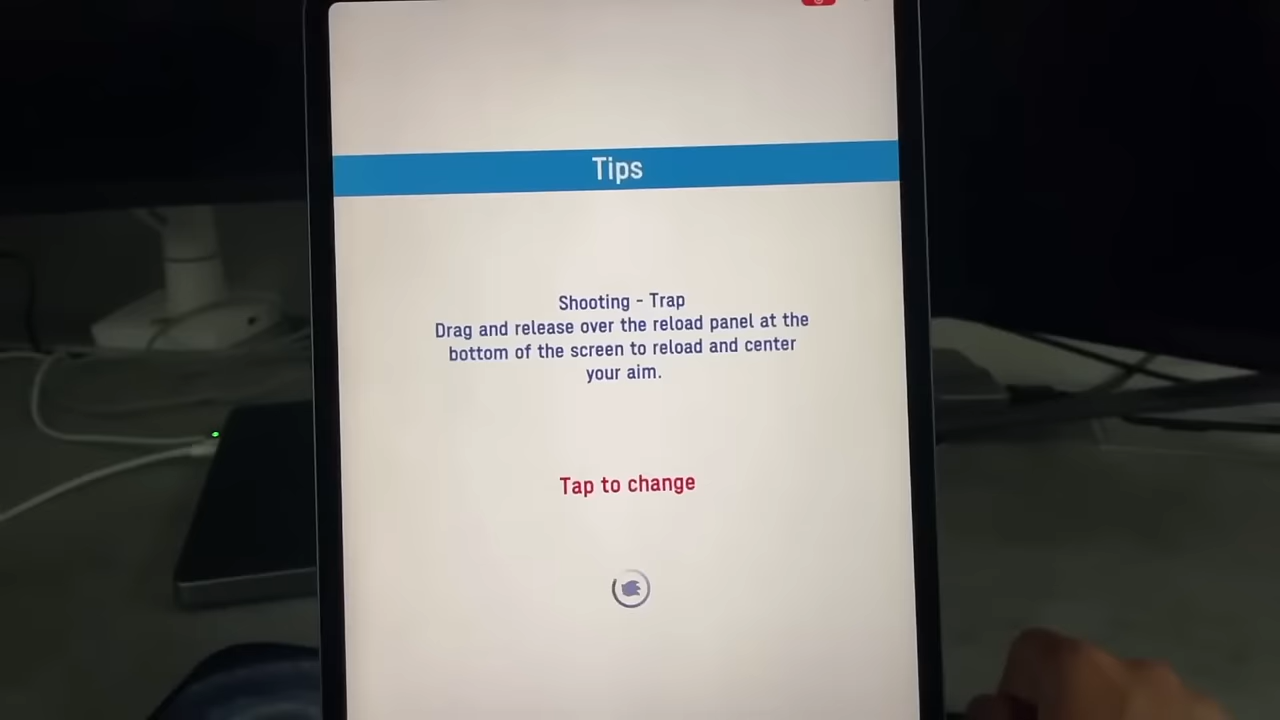 Tips
Shooting - Trap
Drag and release over the reload panel at the
bottom of the screen to reload and center
your aim.
Tap to change